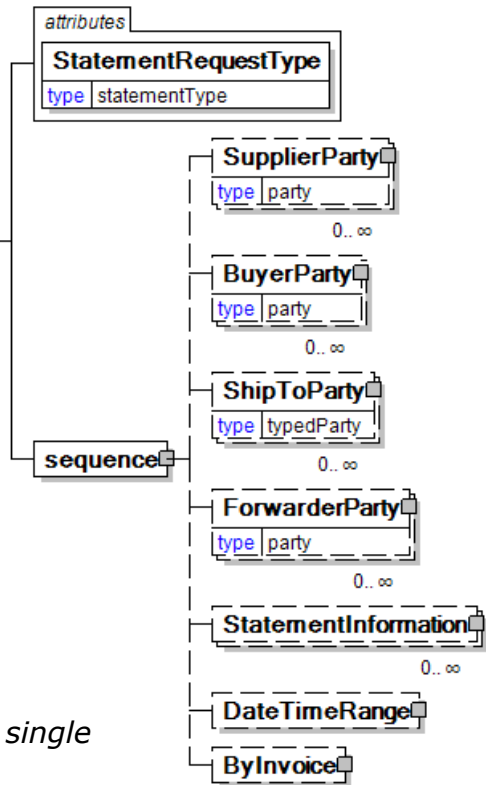 attributes
StatementRequestType
type statementType
SupplierParty
type party
0.. ∞
BuyerParty
type party
0.. ∞
ShipToParty
type typedParty
0.. ∞
sequence
ForwarderParty
type party
0.. ∞
StatementInformation
0.. ∞
DateTimeRange
single
ByInvoice